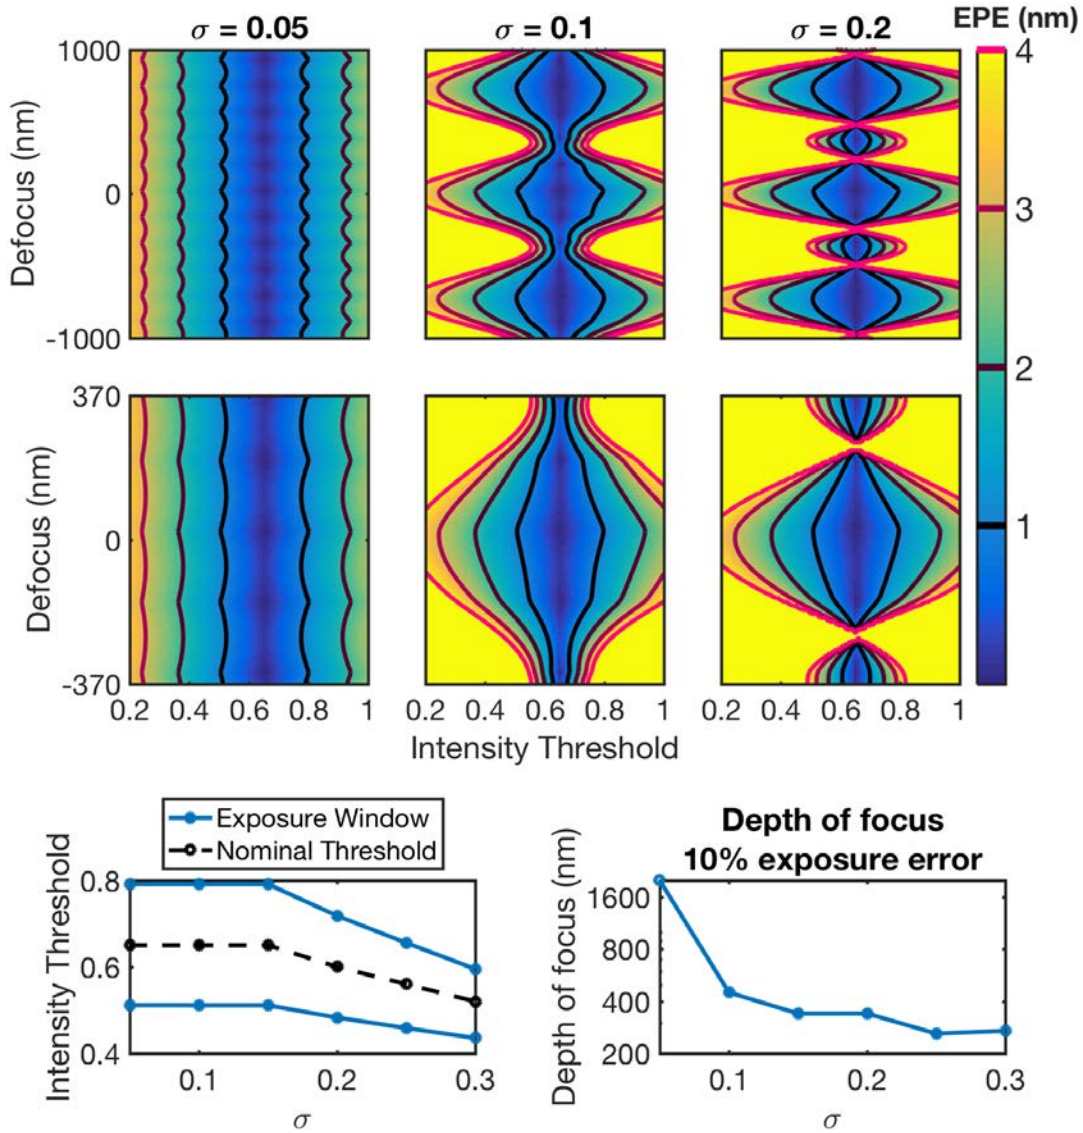 σ = 0.05
σ = 0.1
σ = 0.2
EPE (nm)
Defocus (nm)
1000
0
-1000
4
3
2
1
Defocus (nm)
370
0
-370
0.2 0.4 0.6 0.8 1
0.2 0.4 0.6 0.8 1
0.2 0.4 0.6 0.8 1
Intensity Threshold
Exposure Window
Nominal Threshold
Intensity Threshold
0.8
0.6
0.4
0.1 0.2 0.3
σ
Depth of focus
10% exposure error
Depth of focus (nm)
1600
800
400
200
0.1 0.2 0.3
σ